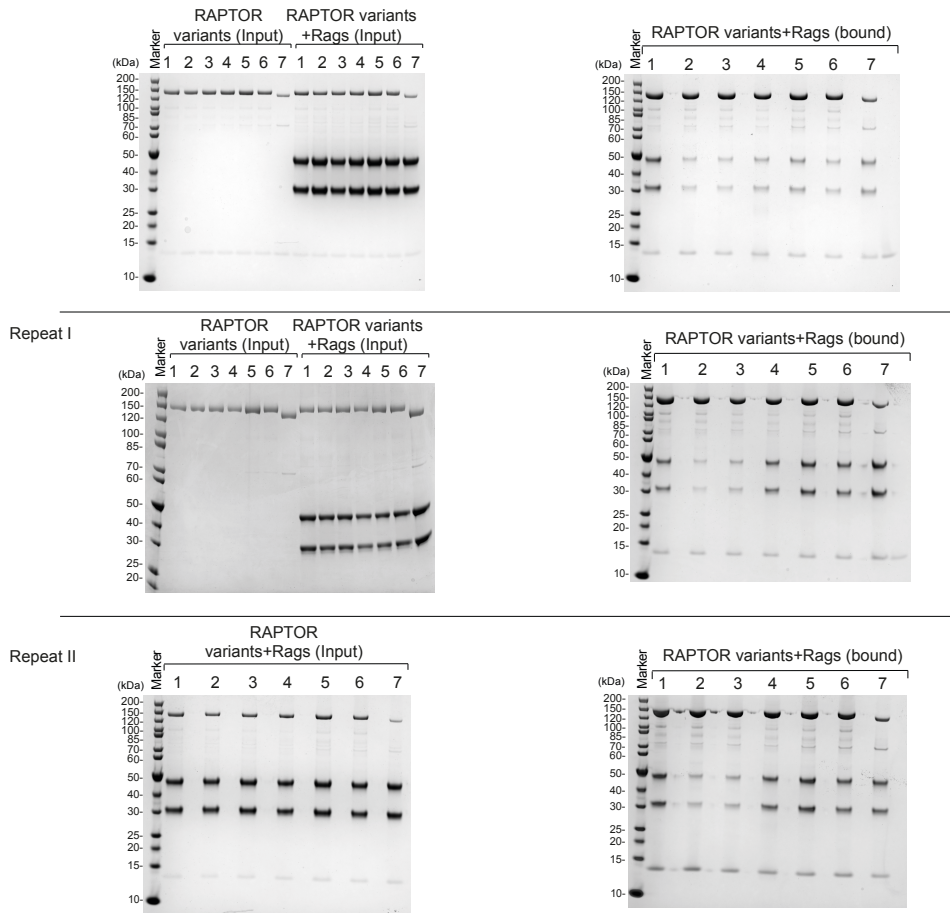 RAPTOR
variants (Input)
RAPTOR variants
+Rags (Input)
Marker
(kDa)
1 2 3 4 5 6 7
1 2 3 4 5 6 7
200-
150-
120-
100-
85-
70-
60-
50-
40-
30-
25-
20-
15-
10-
RAPTOR variants+Rags (bound)
Marker
(kDa)
1 2 3 4 5 6 7
200-
150-
120-
100-
85-
70-
60-
50-
40-
30-
25-
20-
15-
10-
Repeat I
RAPTOR
variants (Input)
RAPTOR variants
+Rags (Input)
Marker
(kDa)
1 2 3 4 5 6 7
1 2 3 4 5 6 7
200-
150-
120-
100-
85-
70-
60-
50-
40-
30-
25-
20-
RAPTOR variants+Rags (bound)
Marker
(kDa)
1 2 3 4 5 6 7
200-
150-
120-
100-
85-
70-
60-
50-
40-
30-
25-
20-
15-
10-
Repeat II
RAPTOR
variants+Rags (Input)
Marker
(kDa)
1 2 3 4 5 6 7
200-
150-
120-
100-
85-
70-
60-
50-
40-
30-
25-
20-
15-
10-
RAPTOR variants+Rags (bound)
Marker
(kDa)
1 2 3 4 5 6 7
200-
150-
120-
100-
85-
70-
60-
50-
40-
30-
25-
20-
15-
10-